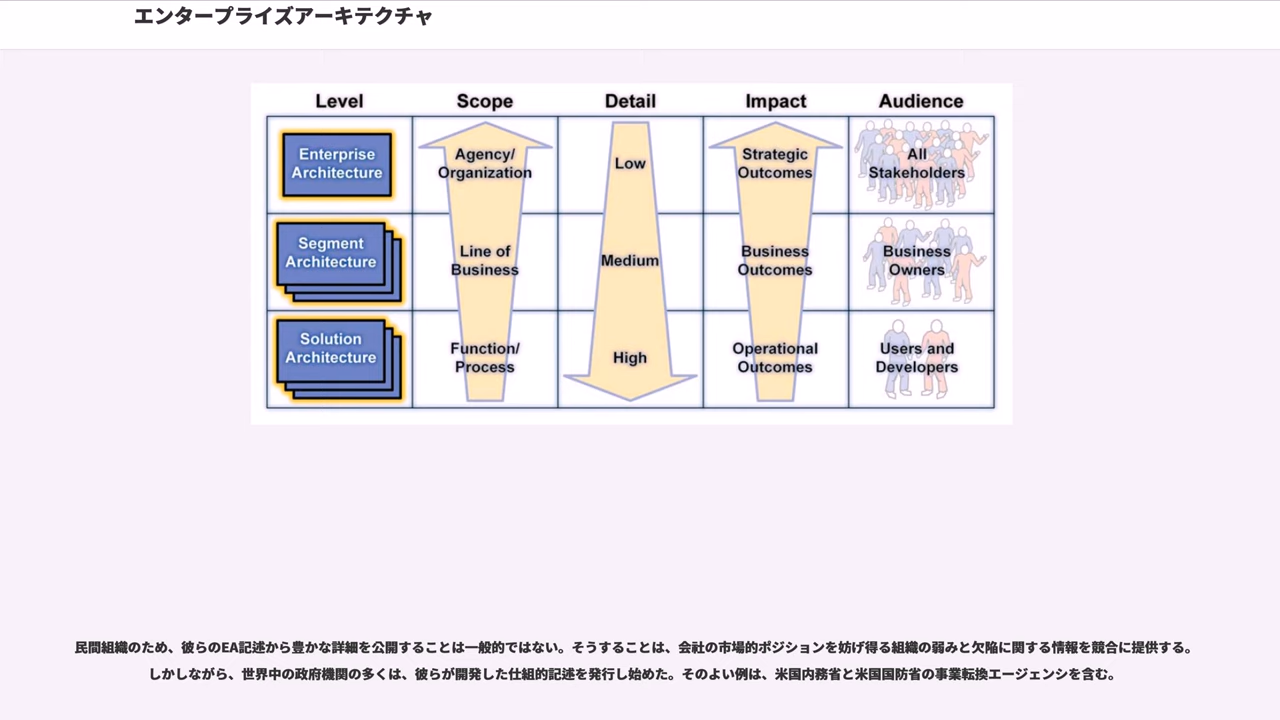 エンタープライズアーキテクチャ
Level Scope Detail Impact Audience
Enterprise
Architecture
Agency/
Organization
Low
Strategic
Outcomes
All
Stakeholders
Segment
Architecture
Line of
Business
Medium
Business
Outcomes
Business
Owners
Solution
Architecture
Function/
Process
High
Operational
Outcomes
Users and
Developers
民間組織のため、彼らのEA記述から豊かな詳細を公開することは一般的ではない。そうすることは、会社の市場的ポジションを妨げ得る組織の弱みと欠陥に関する情報を競合に提供する。
しかしながら、世界中の政府機関の多くは、彼らが開発した仕組的記述を発行し始めた。そのよい例は、米国内務省と米国国防省の事業転換エージェンシを含む。